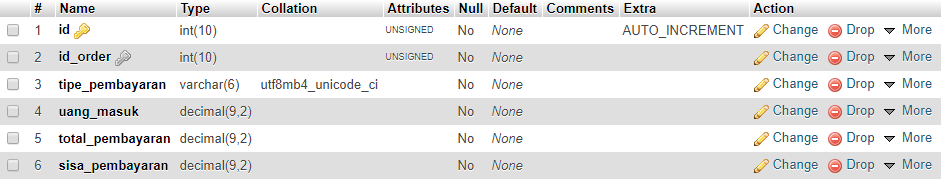 # Name Type Collation Attributes Null Default Comments Extra Action
1 id int(10) UNSIGNED No None AUTO_INCREMENT Change Drop More
2 id_order int(10) UNSIGNED No None Change Drop More
3 tipe_pembayaran varchar(6) utf8mb4_unicode_ci No None Change Drop More
4 uang_masuk decimal(9,2) No None Change Drop More
5 total_pembayaran decimal(9,2) No None Change Drop More
6 sisa_pembayaran decimal(9,2) No None Change Drop More